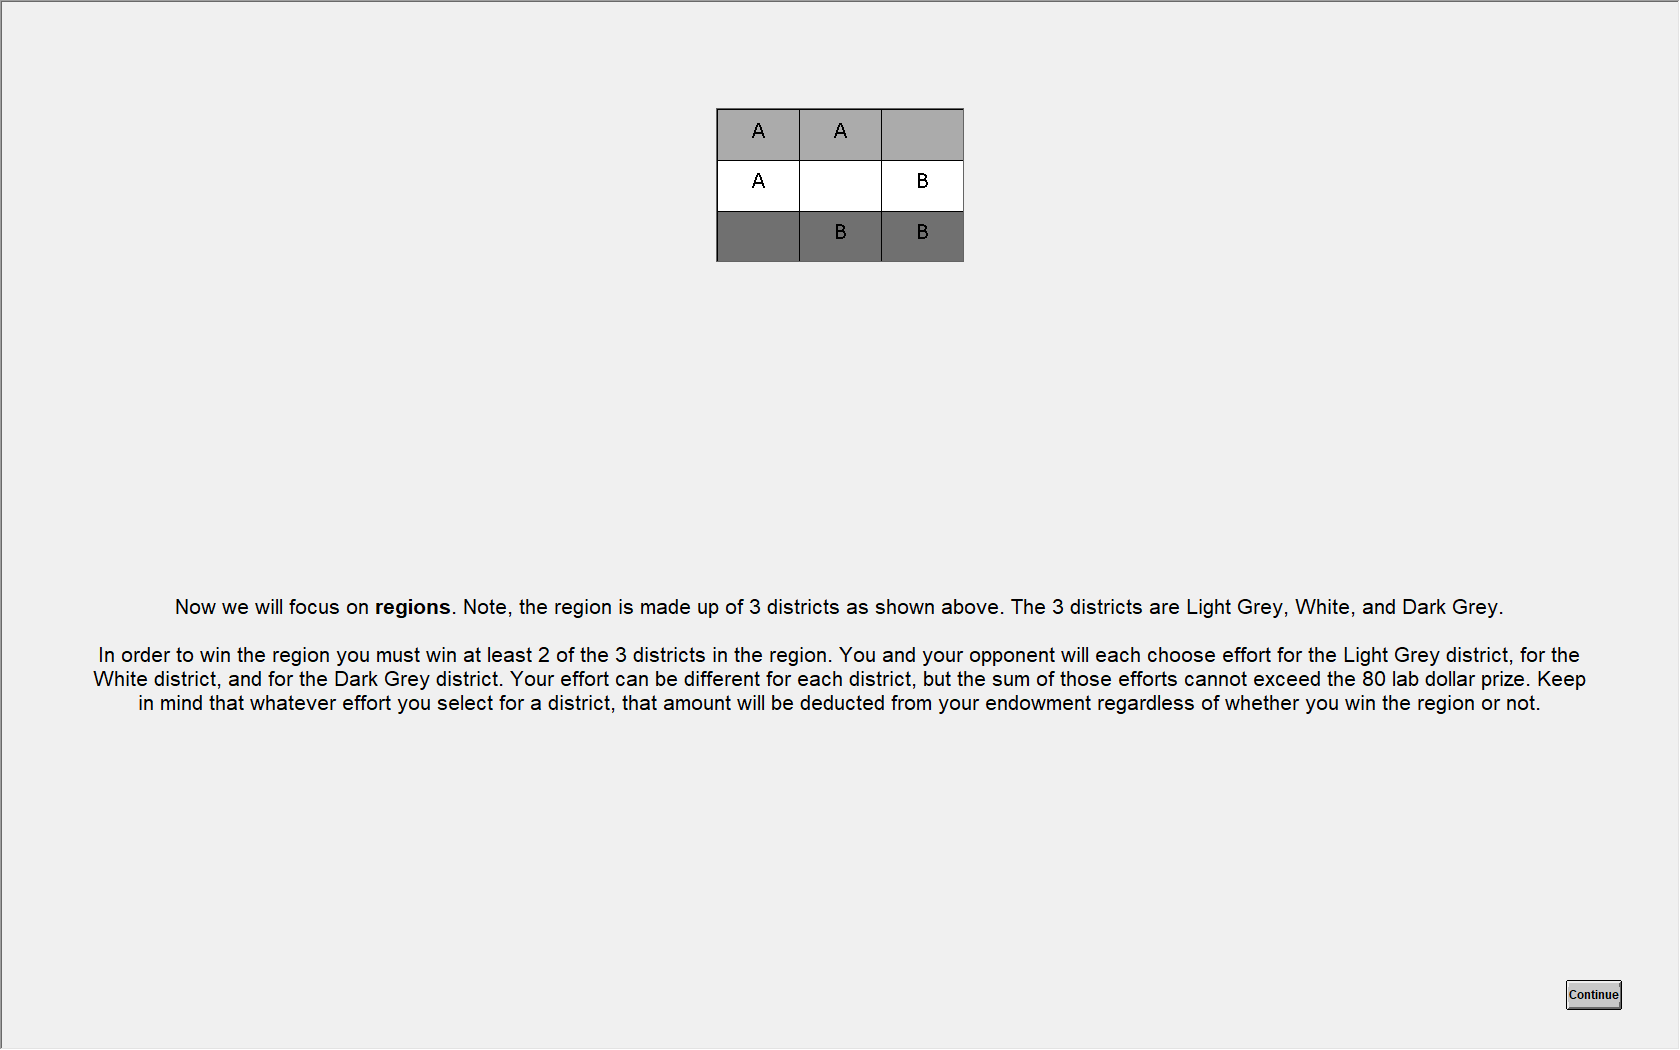 A A
A B
B B
Now we will focus on regions. Note, the region is made up of 3 districts as shown above. The 3 districts are Light Grey, White, and Dark Grey.
In order to win the region you must win at least 2 of the 3 districts in the region. You and your opponent will each choose effort for the Light Grey district, for the
White district, and for the Dark Grey district. Your effort can be different for each district, but the sum of those efforts cannot exceed the 80 lab dollar prize. Keep
in mind that whatever effort you select for a district, that amount will be deducted from your endowment regardless of whether you win the region or not.
Continue